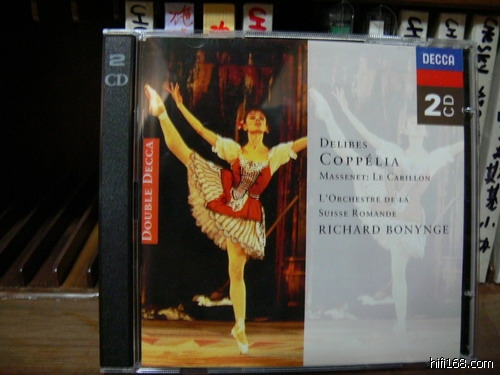 2
CD
DECCA
2CD
DOUBLE DECCA
DELIBES
COPPÉLIA
MASSENET: LE CARILLON
L'ORCHESTRE DE LA
SUISSE ROMANDE
RICHARD BONYNGE
hifi168.com